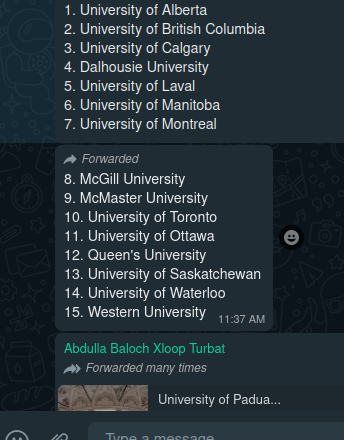 1. University of Alberta
2. University of British Columbia
3. University of Calgary
4. Dalhousie University
5. University of Laval
6. University of Manitoba
7. University of Montreal
Forwarded
8. McGill University
9. McMaster University
10. University of Toronto
11. University of Ottawa
12. Queen's University
13. University of Saskatchewan
14. University of Waterloo
15. Western University
11:37 AM
Abdulla Baloch Xloop Turbat
Forwarded many times
University of Padua...
Type a message